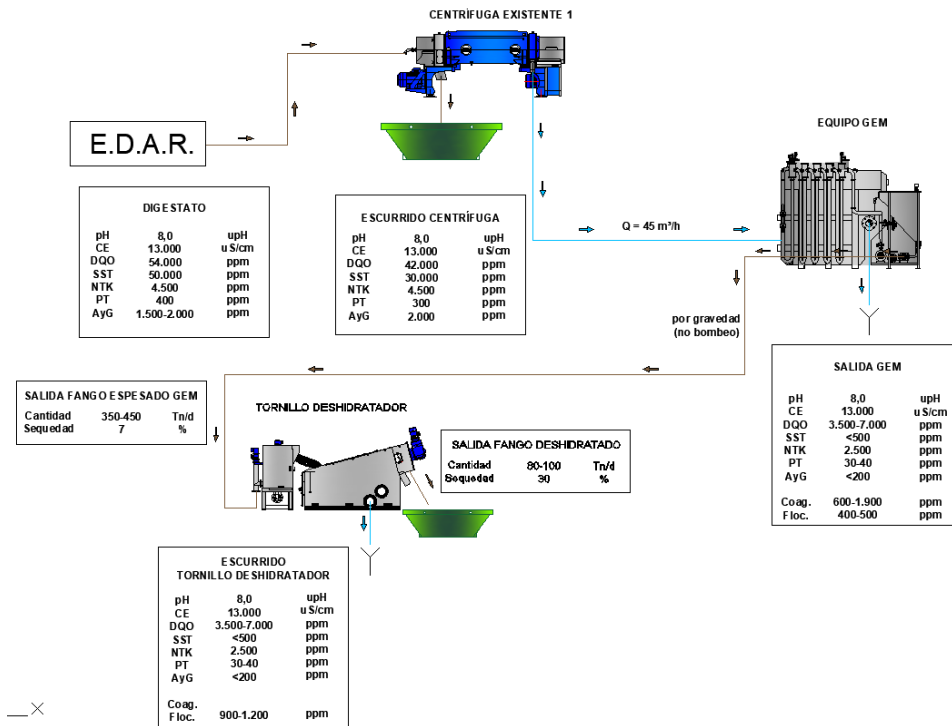 CENTRÍFUGA EXISTENTE 1
E.D.A.R.
EQUIPO GEM
DIGESTATO
pH 8,0 upH
CE 13.000 uS/cm
DQO 54.000 ppm
SST 50.000 ppm
NTK 4.500 ppm
PT 400 ppm
AyG 1.500-2.000 ppm
ESCURRIDO CENTRÍFUGA
pH 8,0 upH
CE 13.000 uS/cm
DQO 42.000 ppm
SST 30.000 ppm
NTK 4.500 ppm
PT 300 ppm
AyG 2.000 ppm
Q = 45 m³/h
por gravedad
(no bombeo)
SALIDA GEM
pH 8,0 upH
CE 13.000 uS/cm
DQO 3.500-7.000 ppm
SST <500 ppm
NTK 2.500 ppm
PT 30-40 ppm
AyG <200 ppm
Coag. 600-1.900 ppm
Floc. 400-500 ppm
SALIDA FANGO ESPESADO GEM
Cantidad 350-450 Tn/d
Sequedad 7 %
TORNILLO DESHIDRATADOR
SALIDA FANGO DESHIDRATADO
Cantidad 80-100 Tn/d
Sequedad 30 %
ESCURRIDO
TORNILLO DESHIDRATADOR
pH 8,0 upH
CE 13.000 uS/cm
DQO 3.500-7.000 ppm
SST <500 ppm
NTK 2.500 ppm
PT 30-40 ppm
AyG <200 ppm
Coag.
Floc. 900-1.200 ppm
X